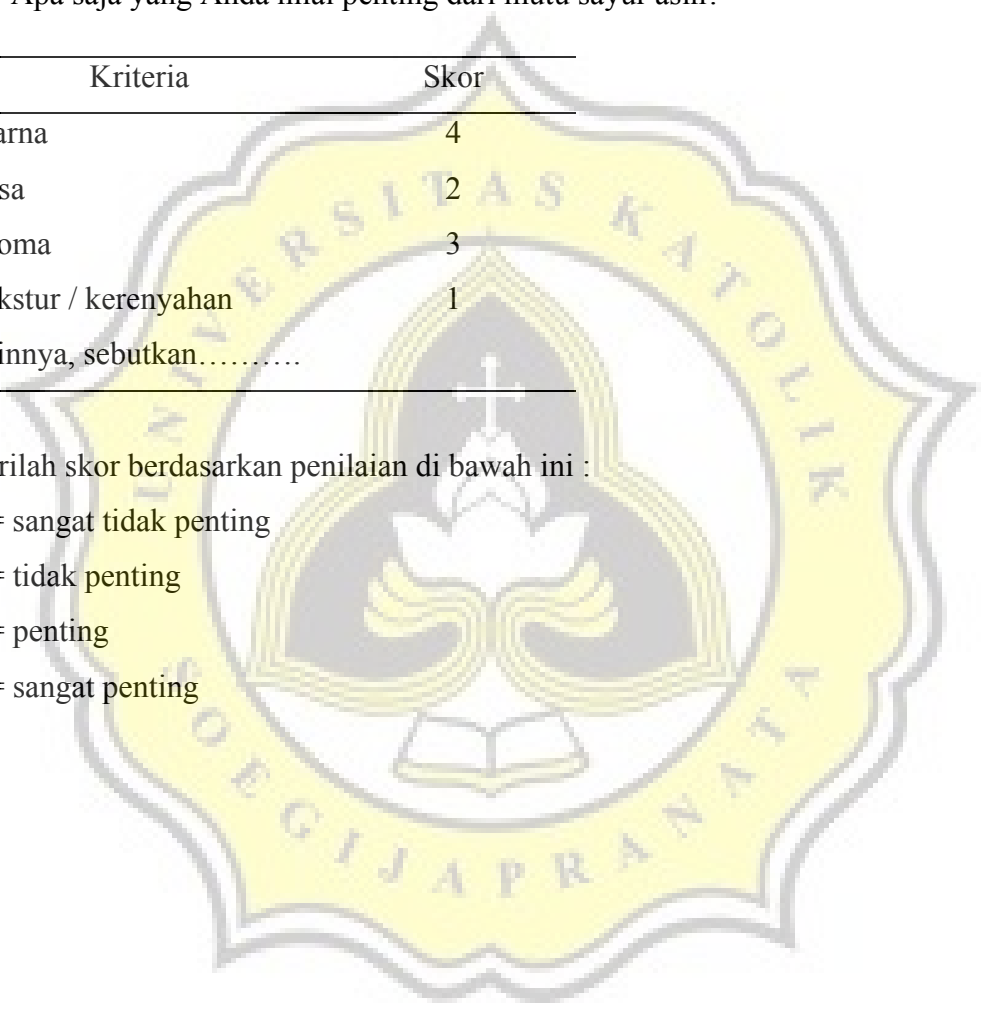 Apa saja yang Anda nilai penting dari mutu sayur asin?
Kriteria Skor
arna 4
sa 2
oma 3
kstur / kerenyahan 1
innya, sebutkan……….
rilah skor berdasarkan penilaian di bawah ini :
= sangat tidak penting
= tidak penting
= penting
= sangat penting
UNIVERSITAS KATOLIK
SOEGIJAPRANATA